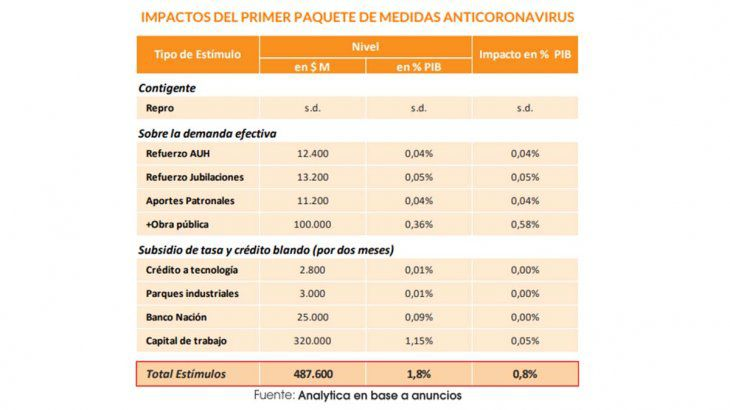 IMPACTOS DEL PRIMER PAQUETE DE MEDIDAS ANTICORONAVIRUS
Tipo de Estímulo Nivel Impacto en % PIB
en $ M en % PIB
Contigente
Repro s.d. s.d. s.d.
Sobre la demanda efectiva
Refuerzo AUH 12.400 0,04% 0,04%
Refuerzo Jubilaciones 13.200 0,05% 0,05%
Aportes Patronales 11.200 0,04% 0,04%
+Obra pública 100.000 0,36% 0,58%
Subsidio de tasa y crédito blando (por dos meses)
Crédito a tecnología 2.800 0,01% 0,00%
Parques industriales 3.000 0,01% 0,00%
Banco Nación 25.000 0,09% 0,00%
Capital de trabajo 320.000 1,15% 0,05%
Total Estímulos 487.600 1,8% 0,8%
Fuente: Analytica en base a anuncios